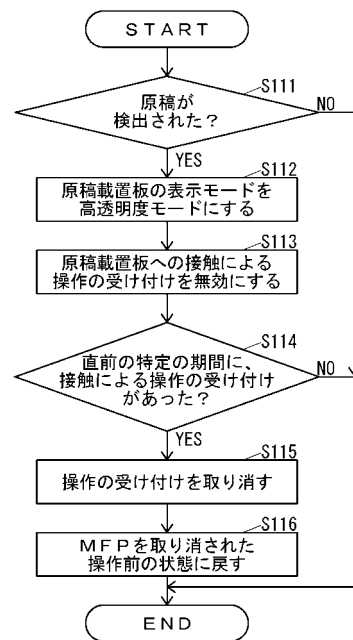 ＳＴＡＲＴ
S111
原稿が
検出された？
NO
YES
S112
原稿載置板の表示モードを
高透明度モードにする
S113
原稿載置板への接触による
操作の受け付けを無効にする
S114
直前の特定の期間に、
接触による操作の受け付け
があった？
NO
YES
S115
操作の受け付けを取り消す
S116
ＭＦＰを取り消された
操作前の状態に戻す
ＥＮＤ